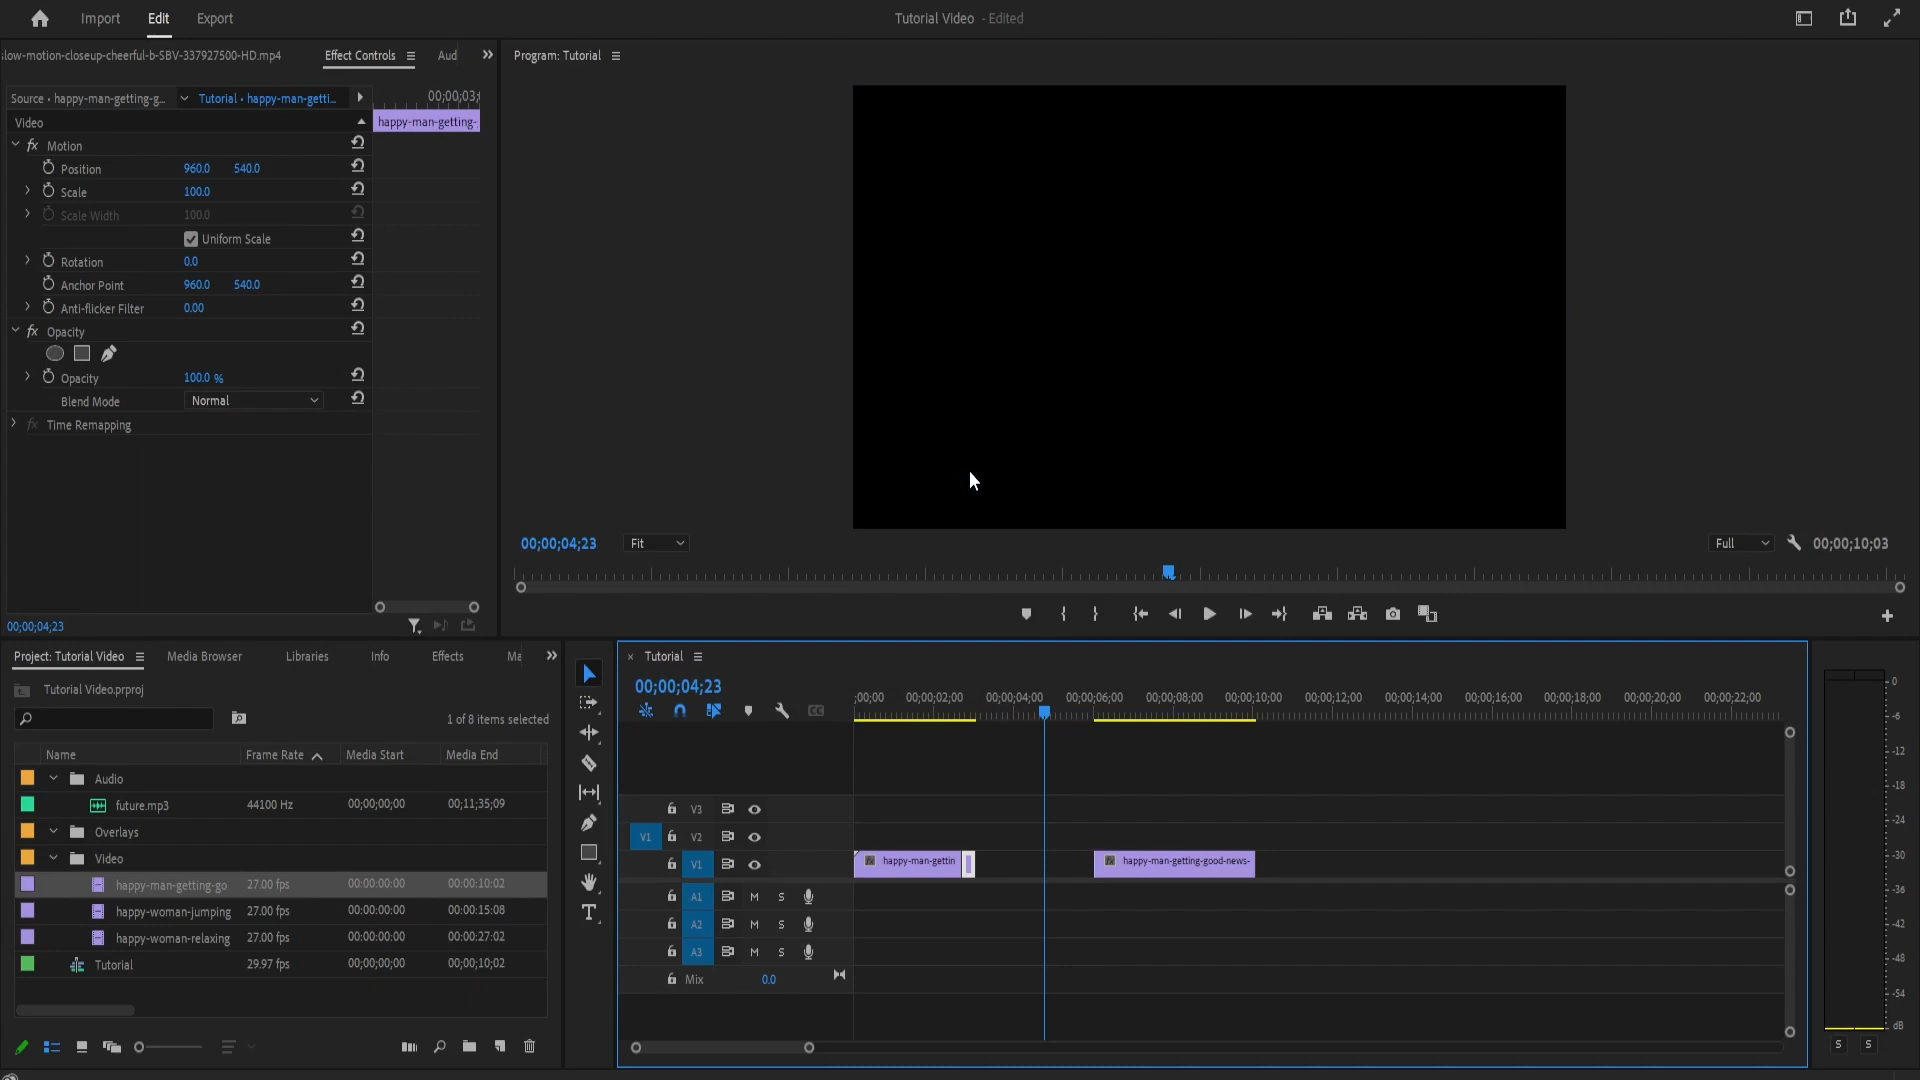 Import Edit Export Tutorial Video - Edited
slow-motion-closeup-cheerful-b-SBV-337927500-HD.mp4 Effect Controls Aud
Program: Tutorial
Source • happy-man-getting-g... Tutorial • happy-man-getti... 00;00;03;
Video happy-man-getting-
fx Motion
Position 960.0 540.0
Scale 100.0
Scale Width 100.0
Uniform Scale
Rotation 0.0
Anchor Point 960.0 540.0
Anti-flicker Filter 0.00
fx Opacity
Opacity 100.0 %
Blend Mode Normal
fx Time Remapping
00;00;04;23
00;00;04;23 Fit Full 00;00;10;03
Project: Tutorial Video Media Browser Libraries Info Effects Ma
Tutorial Video.prproj
1 of 8 items selected
Name Frame Rate Media Start Media End
Audio
future.mp3 44100 Hz 00;00;00;00 00;11;35;09
Overlays
Video
happy-man-getting-go 27.00 fps 00:00:00:00 00:00:10:02
happy-woman-jumping 27.00 fps 00:00:00:00 00:00:15:08
happy-woman-relaxing 27.00 fps 00:00:00:00 00:00:27:02
Tutorial 29.97 fps 00;00;00;00 00;00;10;02
T
× Tutorial
00;00;04;23
CC
;00;00 00;00;02;00 00;00;04;00 00;00;06;00 00;00;08;00 00;00;10;00 00;00;12;00 00;00;14;00 00;00;16;00 00;00;18;00 00;00;20;00 00;00;22;00
V3
V1 V2
V1 fx happy-man-gettin fx happy-man-getting-good-news-
A1 M S
A2 M S
A3 M S
Mix 0.0
0
-6
-12
-18
-24
-30
-36
-42
-48
-54
dB
S S